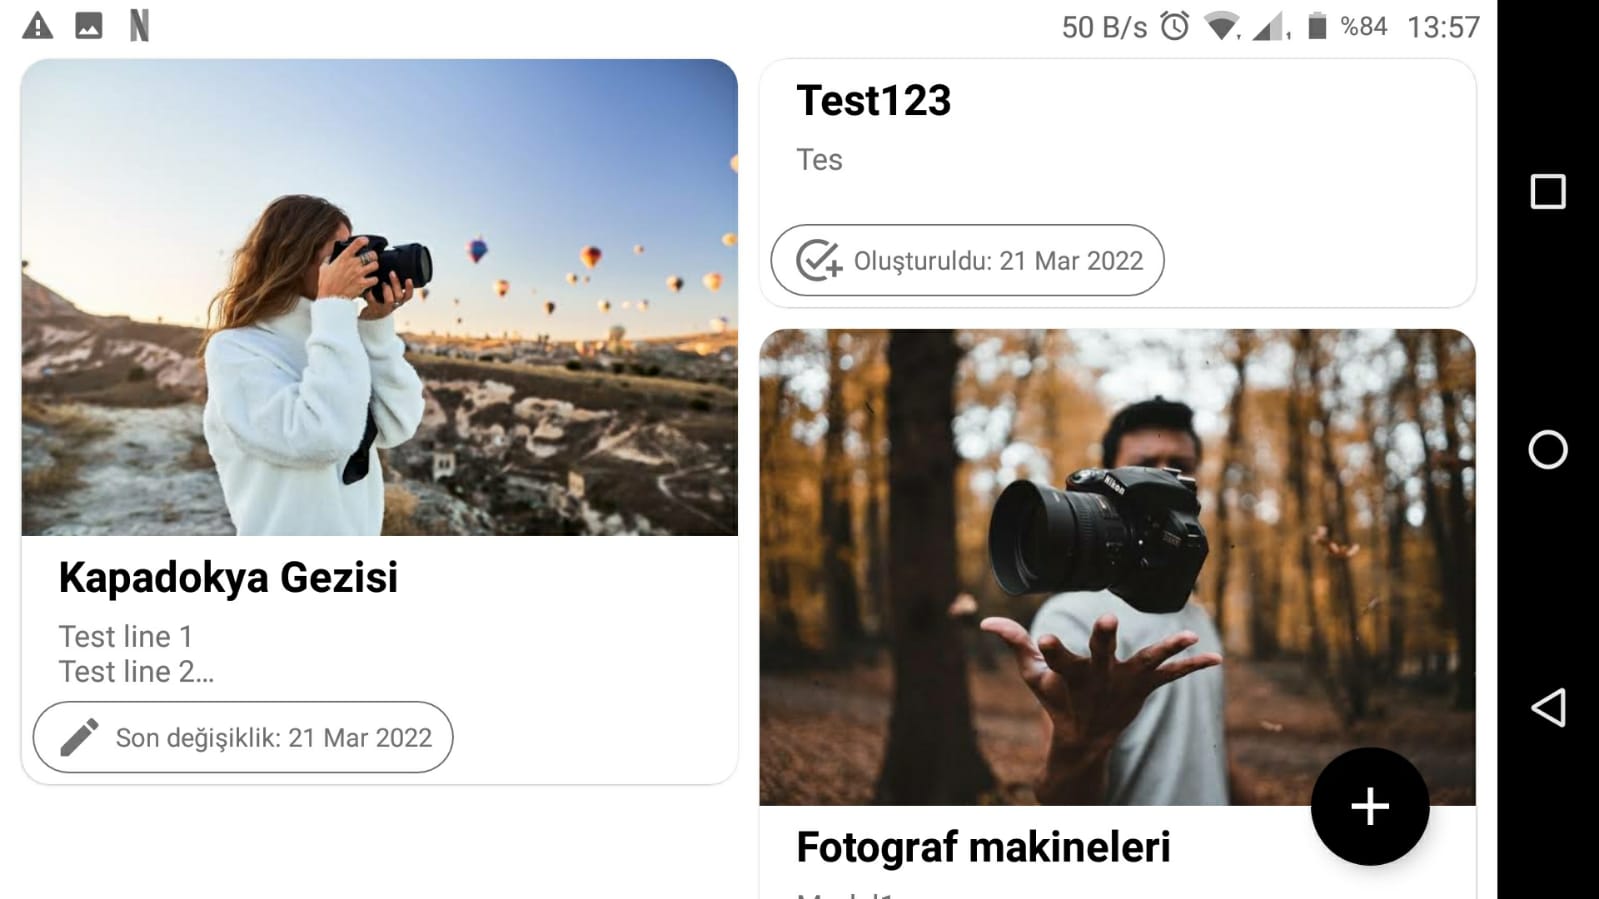 50 B/s %84 13:57
Kapadokya Gezisi
Test line 1
Test line 2...
Son değişiklik: 21 Mar 2022
Test123
Tes
Oluşturuldu: 21 Mar 2022
Nikon
Fotograf makineleri